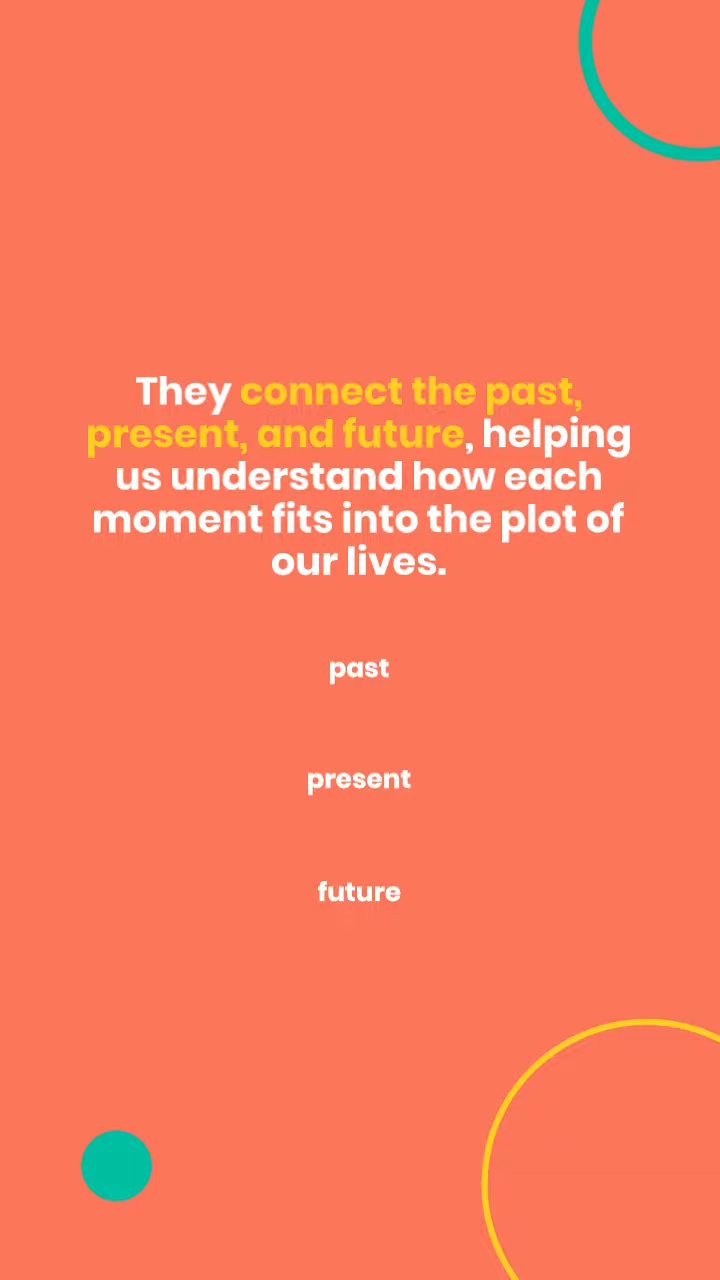 They connect the past,
present, and future, helping
us understand how each
moment fits into the plot of
our lives.
past
present
future